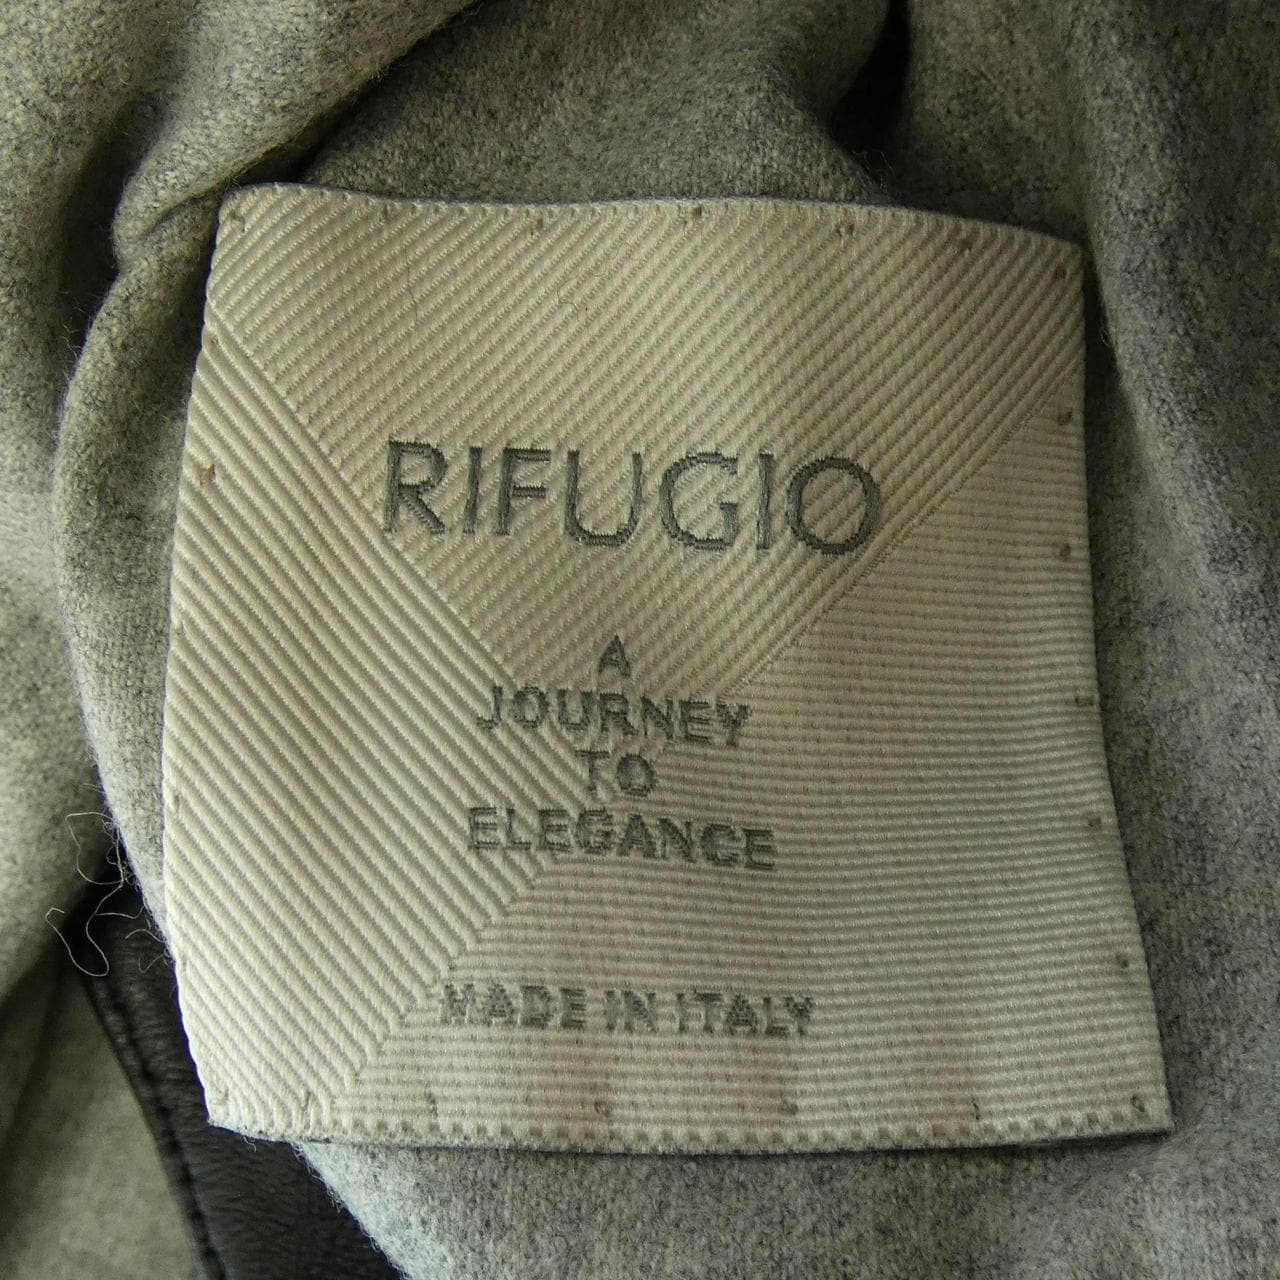 RIFUGIO
A
JOURNEY
TO
ELEGANCE
MADE IN ITALY